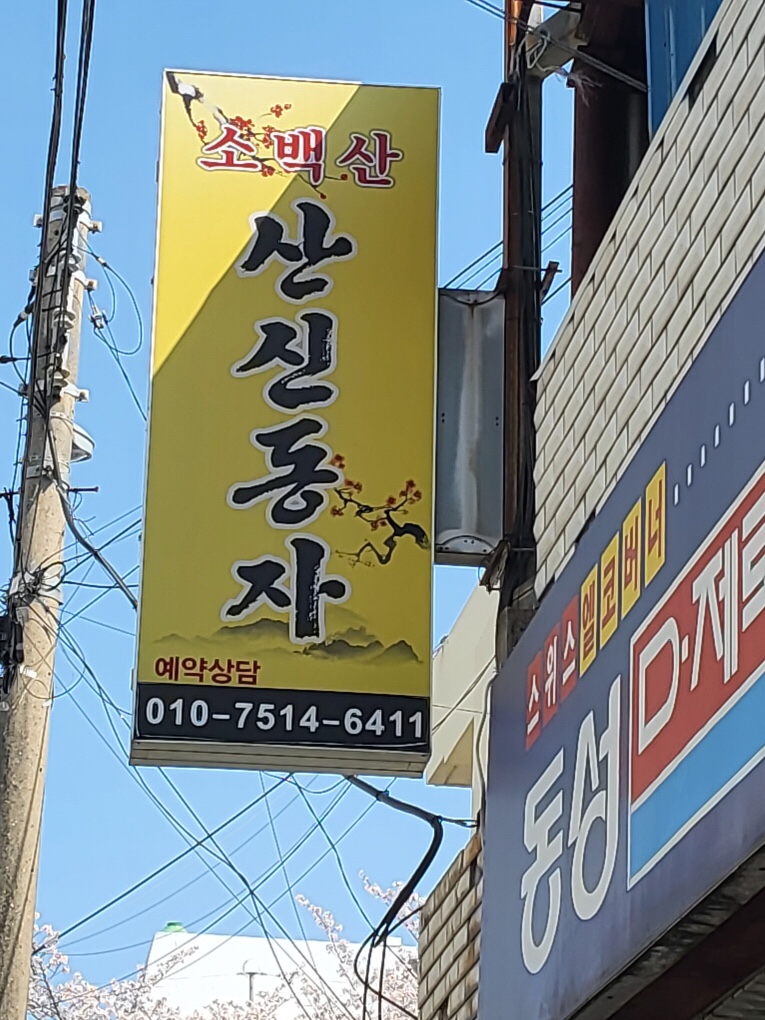 소백산
산신동자
예약상담
010-7514-6411
스위스엘코버너
동성
D.제